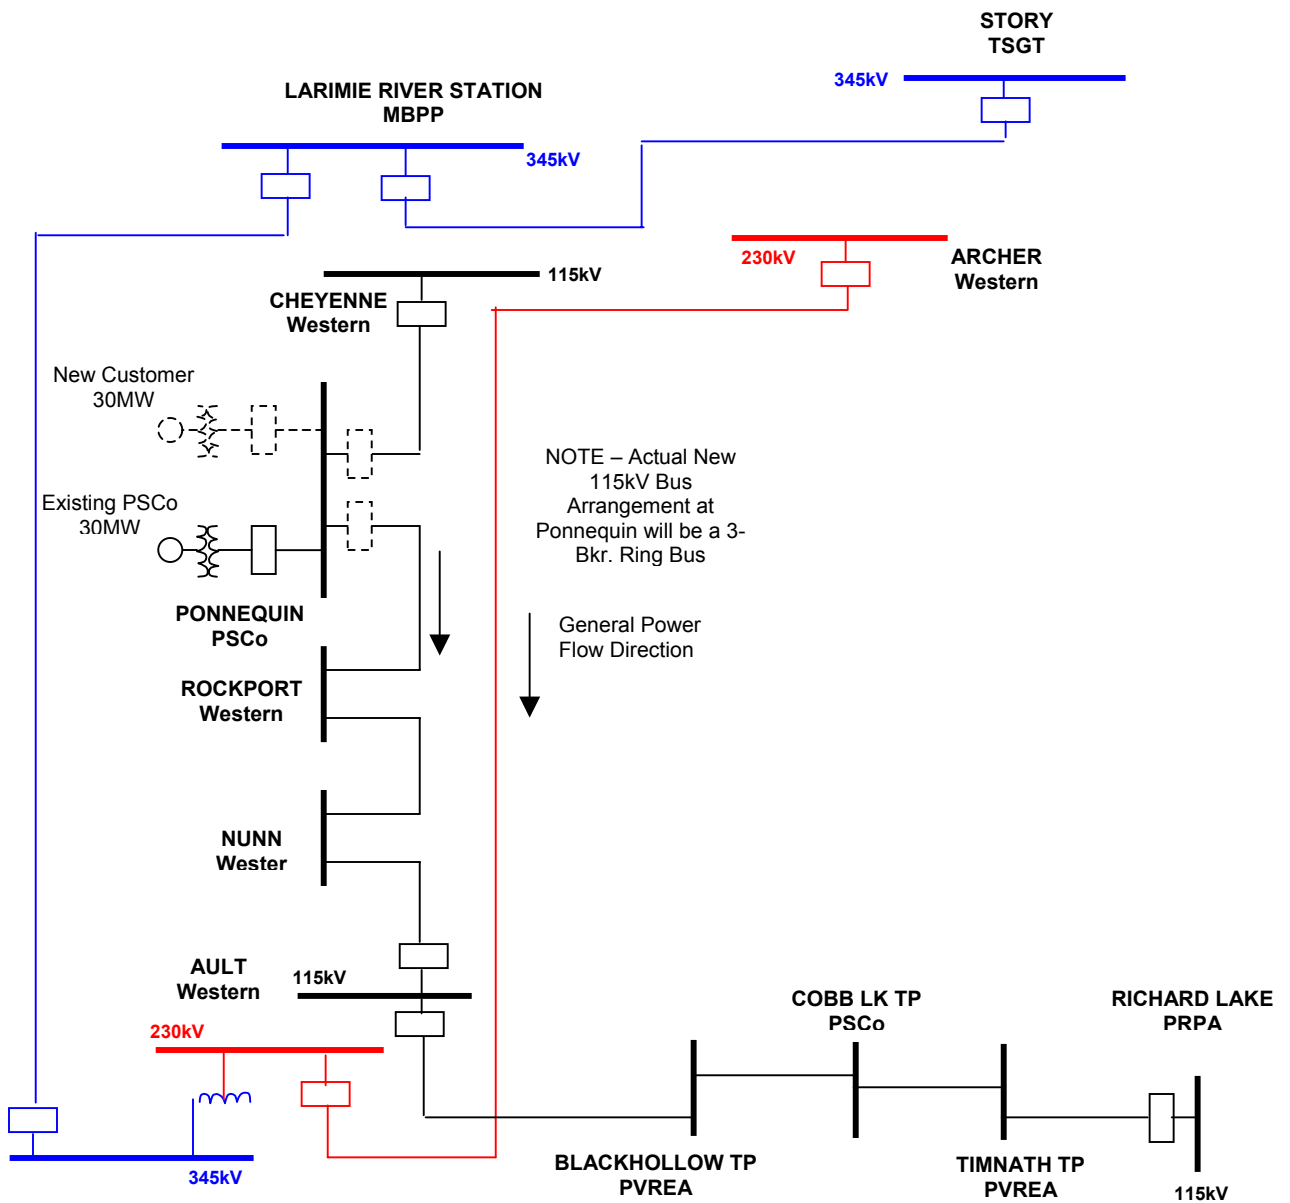 STORY
TSGT
345kV
LARIMIE RIVER STATION
MBPP
345kV
ARCHER
Western
230kV
115kV
CHEYENNE
Western
New Customer
30MW
Existing PSCo
30MW
NOTE – Actual New
115kV Bus
Arrangement at
Ponnequin will be a 3-
Bkr. Ring Bus
PONNEQUIN
PSCo
General Power
Flow Direction
ROCKPORT
Western
NUNN
Wester
AULT
Western
115kV
230kV
345kV
COBB LK TP
PSCo
RICHARD LAKE
PRPA
BLACKHOLLOW TP
PVREA
TIMNATH TP
PVREA
115kV